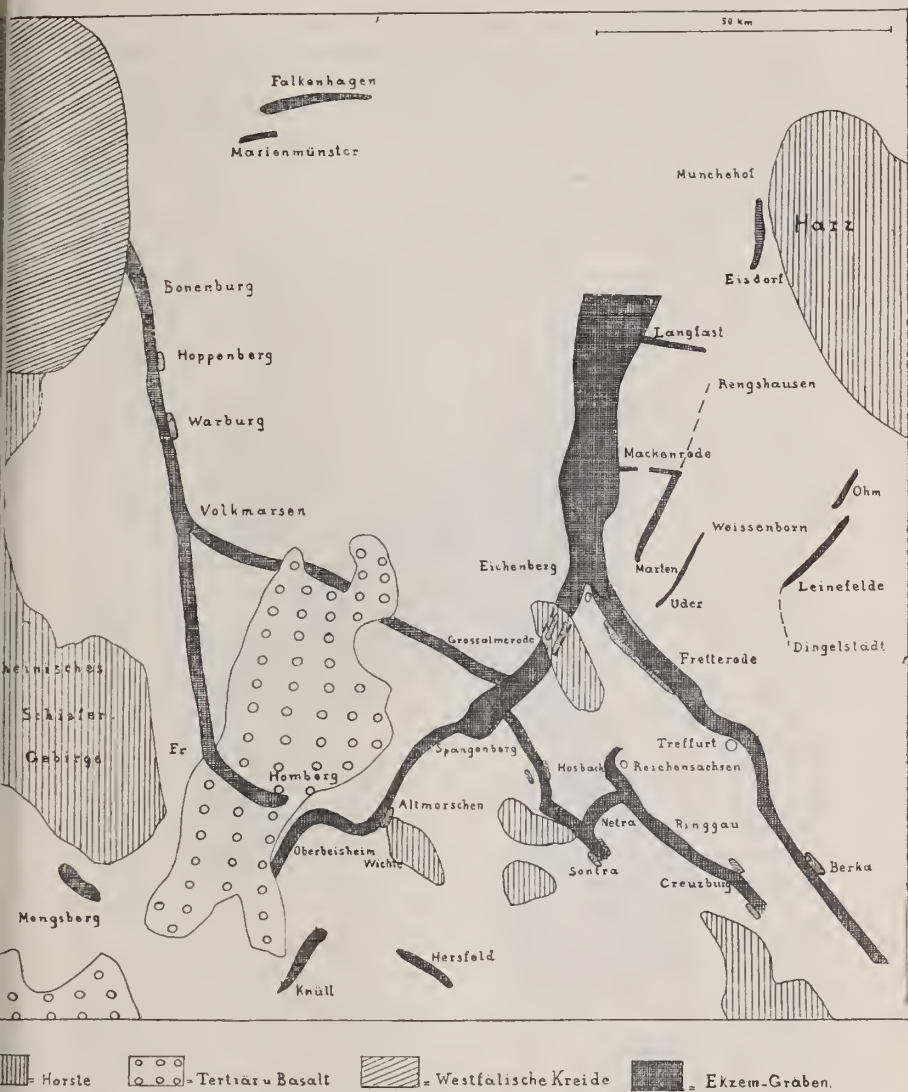 50 km
Falkenhagen
Marienmünster
Munchehof
Harz
Bonenburg
Eisdorf
Langfast
Hoppenberg
Rengshausen
Warburg
Mackenrode
Ohm
Volkmarsen
Weissenborn
Eichenberg
Marten
Leinefelde
Uder
Grossalmerode
Dingelstädt
Fretterode
heinisches
Schiefer-
Gebirge
Fr
Spangenberg
Treffurt
Hosbach
Reichensachsen
Homberg
Altmorschen
Netra
Ringgau
Oberbeisheim
Wichte
Sontra
Creuzburg
Berka
Mengsberg
Hersfeld
Knüll
= Horste
= Tertiär u Basalt
= Westfälische Kreide
= Ekzem-Gräben.